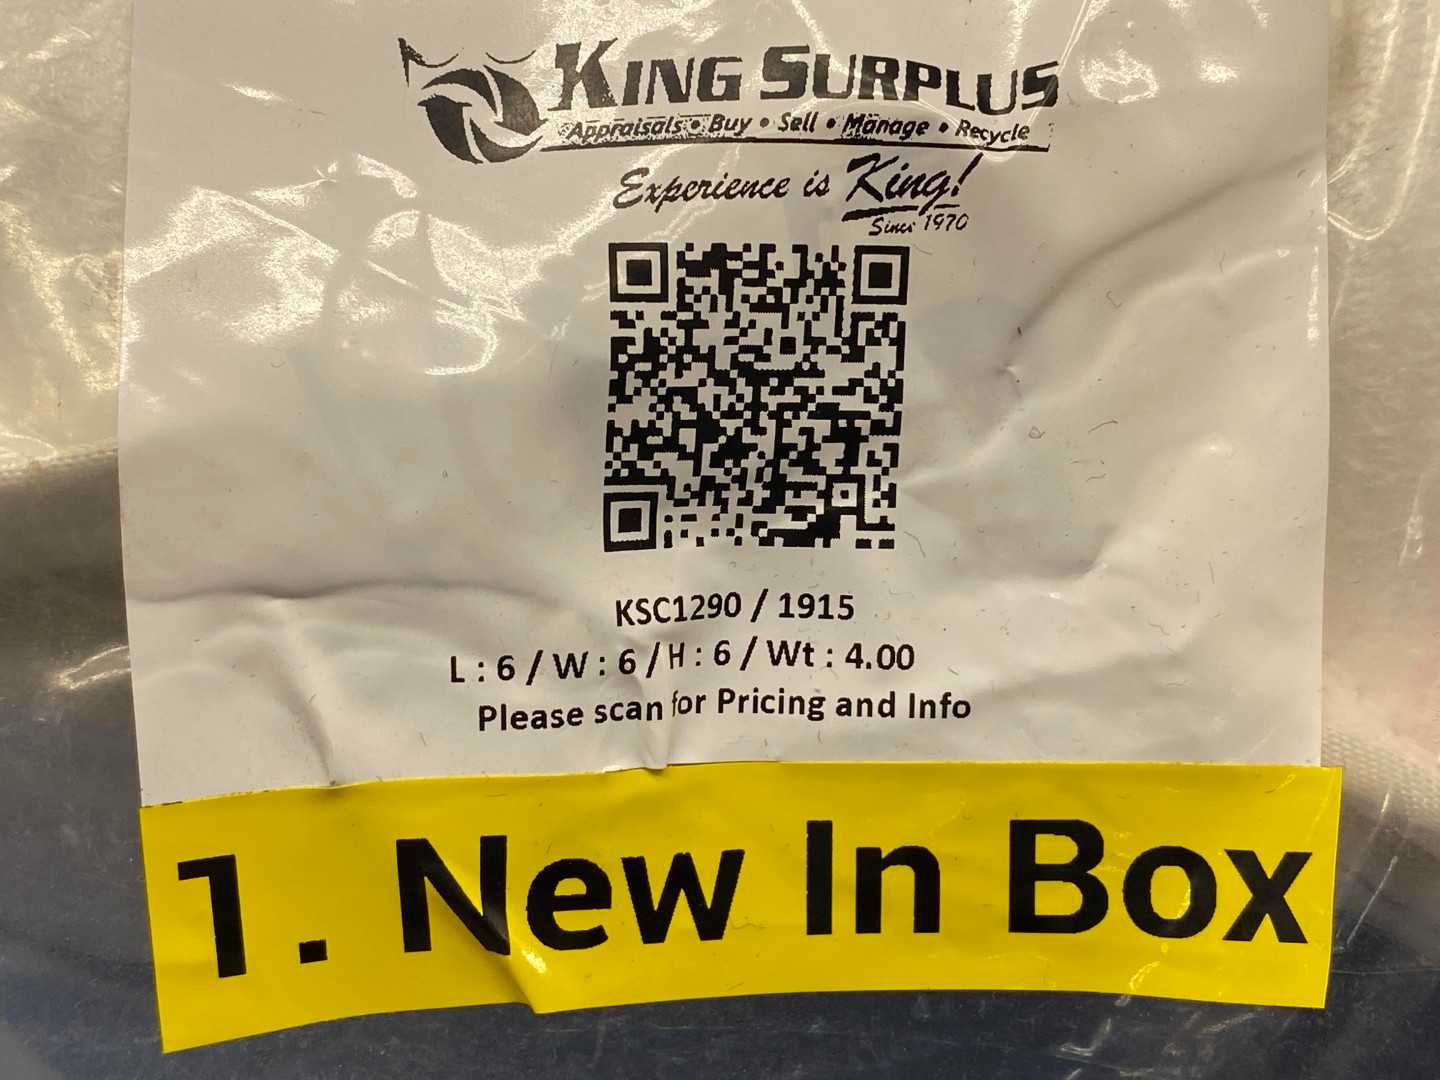 KING SURPLUS
Appraisals • Buy • Sell • Manage • Recycle
Experience is King!
Since 1970
KSC1290 / 1915
L : 6 / W : 6 / H : 6 / Wt : 4.00
Please scan for Pricing and Info
1. New In Box